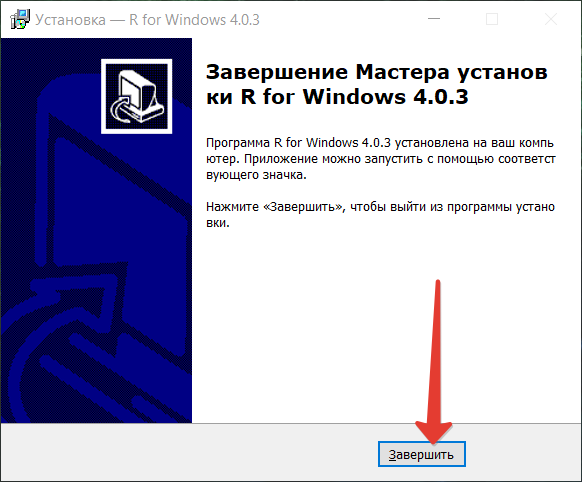 Установка — R for Windows 4.0.3
Завершение Мастера установ
ки R for Windows 4.0.3
Программа R for Windows 4.0.3 установлена на ваш компь
ютер. Приложение можно запустить с помощью соответст
вующего значка.
Нажмите «Завершить», чтобы выйти из программы устано
вки.
Завершить